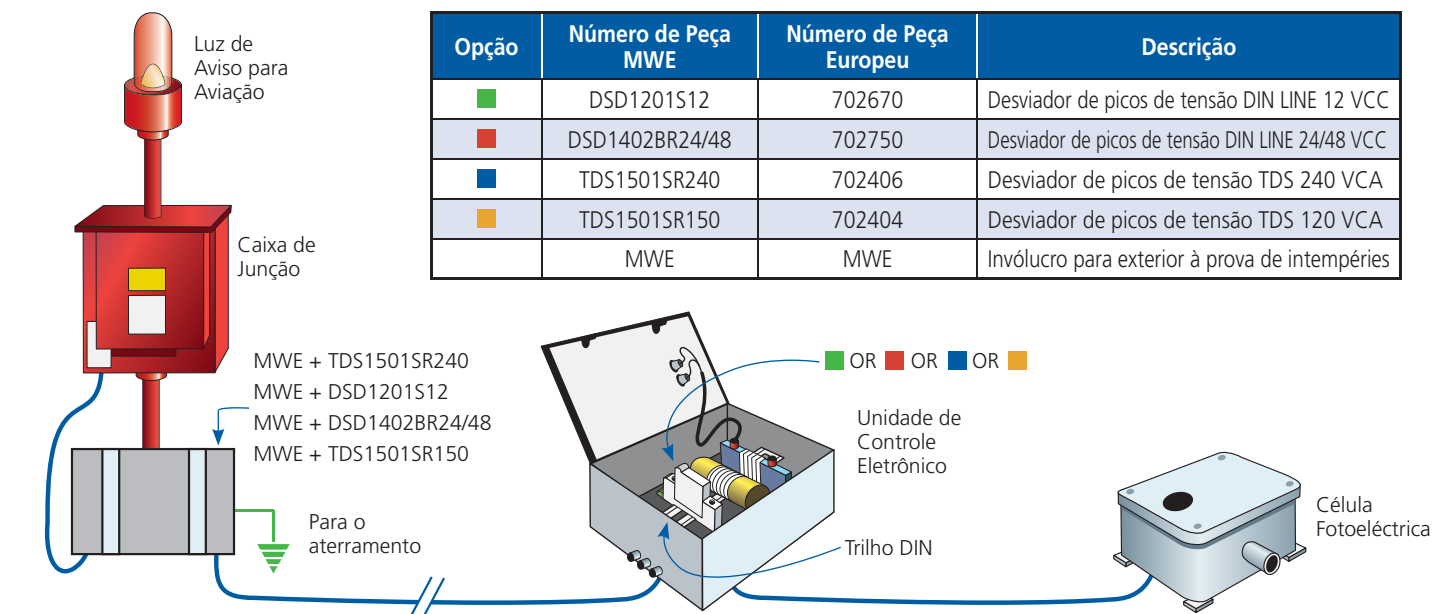 Luz de
Aviso para
Aviação
Opção Número de Peça MWE Número de Peça Europeu Descrição
DSD1201S12 702670 Desviador de picos de tensão DIN LINE 12 VCC
DSD1402BR24/48 702750 Desviador de picos de tensão DIN LINE 24/48 VCC
TDS1501SR240 702406 Desviador de picos de tensão TDS 240 VCA
TDS1501SR150 702404 Desviador de picos de tensão TDS 120 VCA
MWE MWE Invólucro para exterior à prova de intempéries
Caixa de
Junção
MWE + TDS1501SR240
MWE + DSD1201S12
MWE + DSD1402BR24/48
MWE + TDS1501SR150
Para o
aterramento
OR OR OR
Unidade de
Controle
Eletrônico
Trilho DIN
Célula
Fotoeléctrica